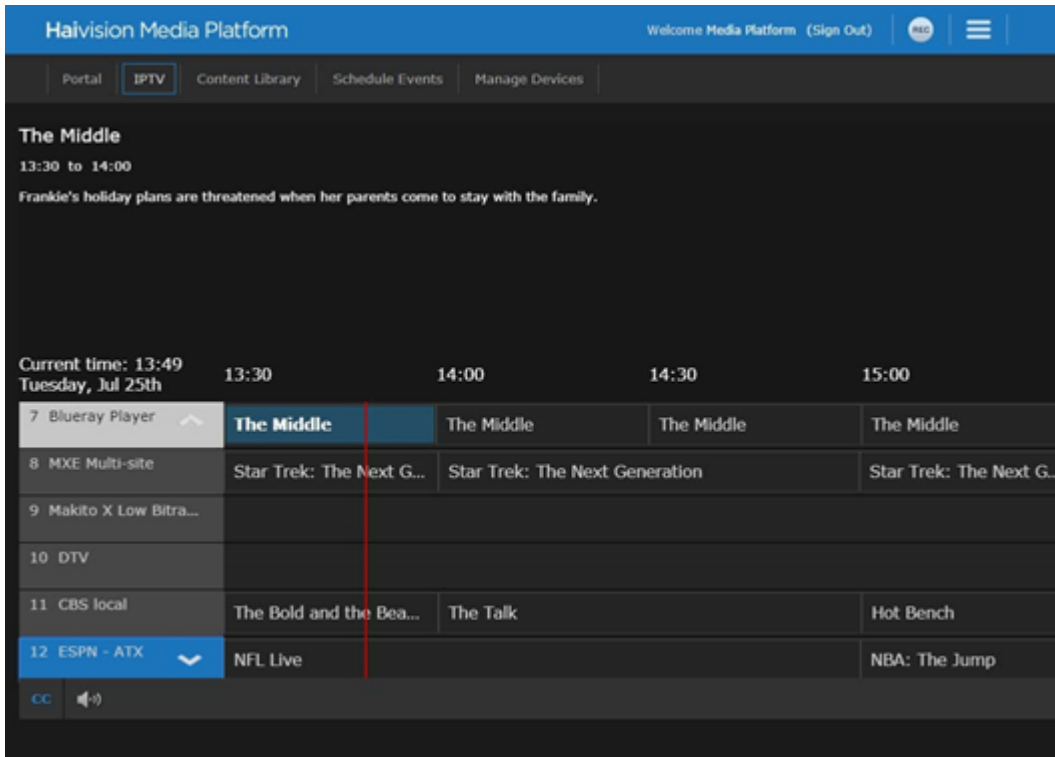 Haivision Media Platform
Welcome Media Platform (Sign Out)
REC
Portal IPTV Content Library Schedule Events Manage Devices
The Middle
13:30 to 14:00
Frankie's holiday plans are threatened when her parents come to stay with the family.
Current time: 13:49
Tuesday, Jul 25th
13:30 14:00 14:30 15:00
7 Blueray Player The Middle The Middle The Middle The Middle
8 MXE Multi-site Star Trek: The Next G... Star Trek: The Next Generation Star Trek: The Next G...
9 Makito X Low Bitra...
10 DTV
11 CBS local The Bold and the Bea... The Talk Hot Bench
12 ESPN - ATX NFL Live NBA: The Jump
CC